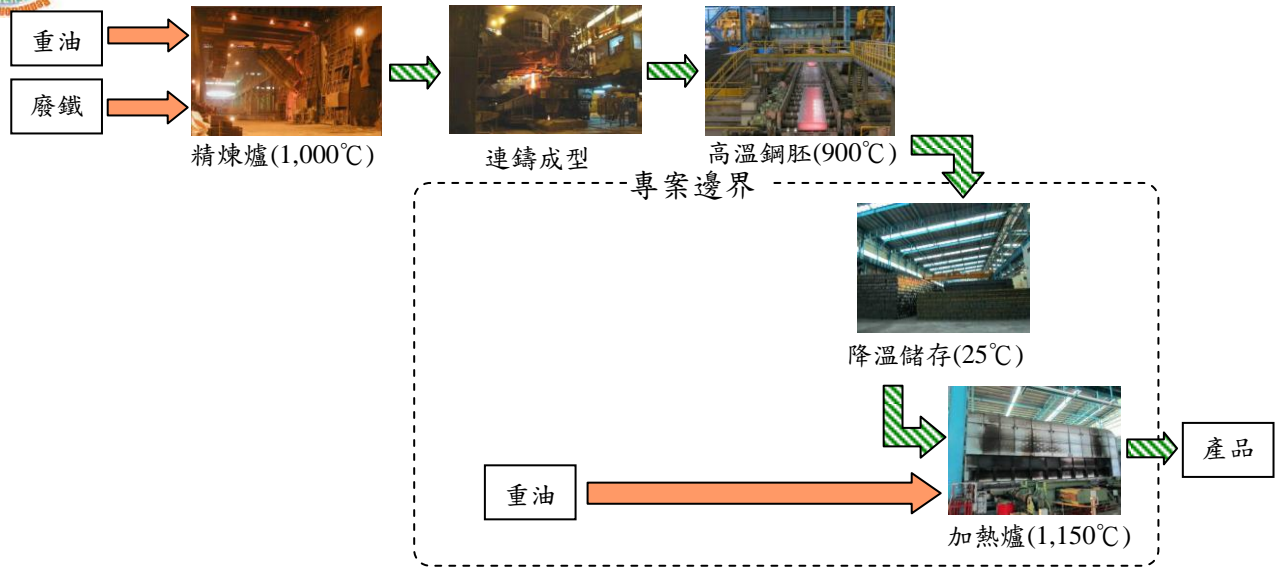 重油
廢鐵
精煉爐(1,000℃)
連鑄成型
高溫鋼胚(900℃)
專案邊界
降溫儲存(25℃)
重油
產品
加熱爐(1,150℃)